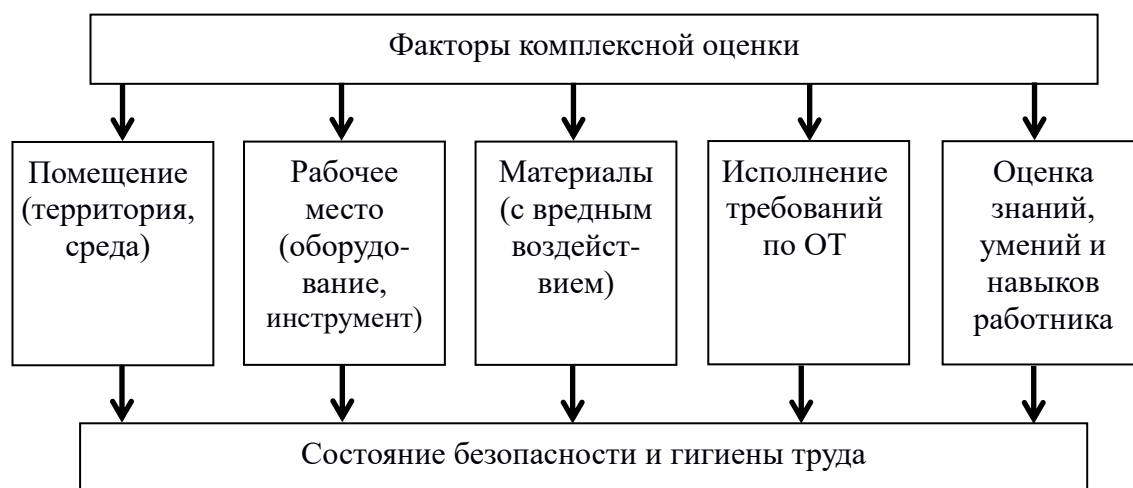 Факторы комплексной оценки
Помещение
(территория,
среда)
Рабочее
место
(оборудо-
вание,
инструмент)
Материалы
(с вредным
воздейст-
вием)
Исполнение
требований
по ОТ
Оценка
знаний,
умений и
навыков
работника
Состояние безопасности и гигиены труда